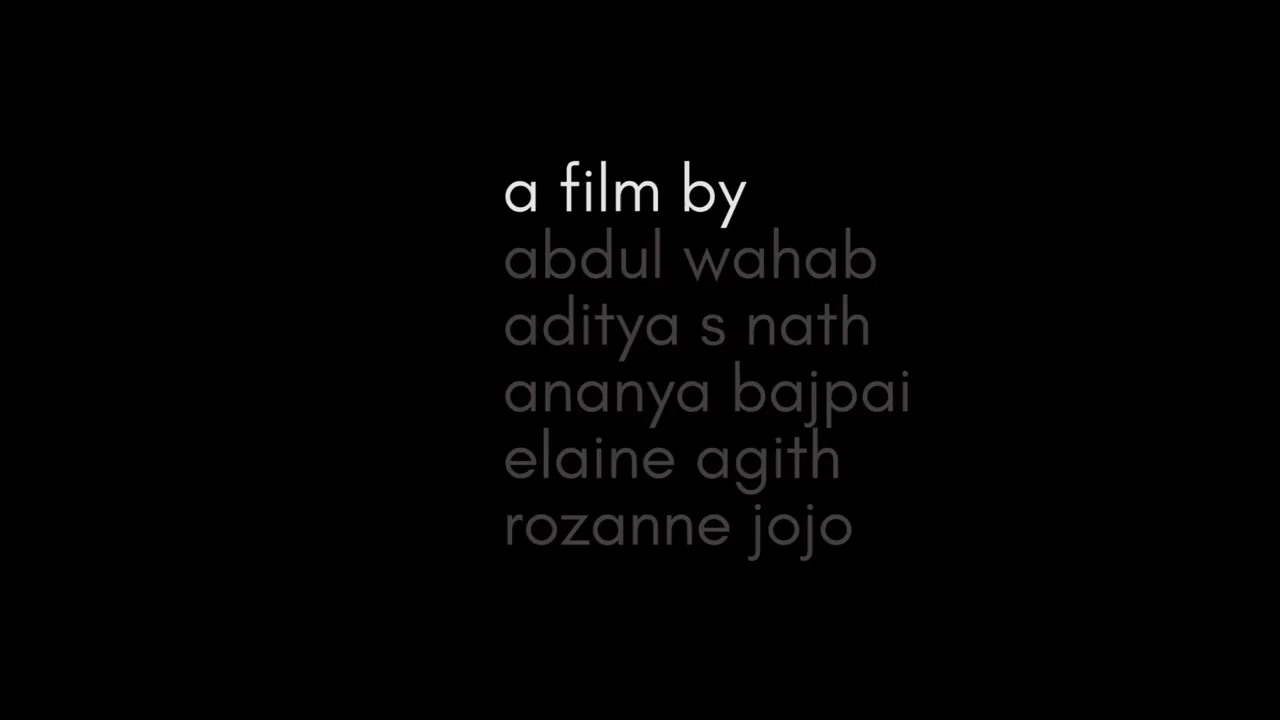 a film by
abdul wahab
aditya s nath
ananya bajpai
elaine agith
rozanne jojo